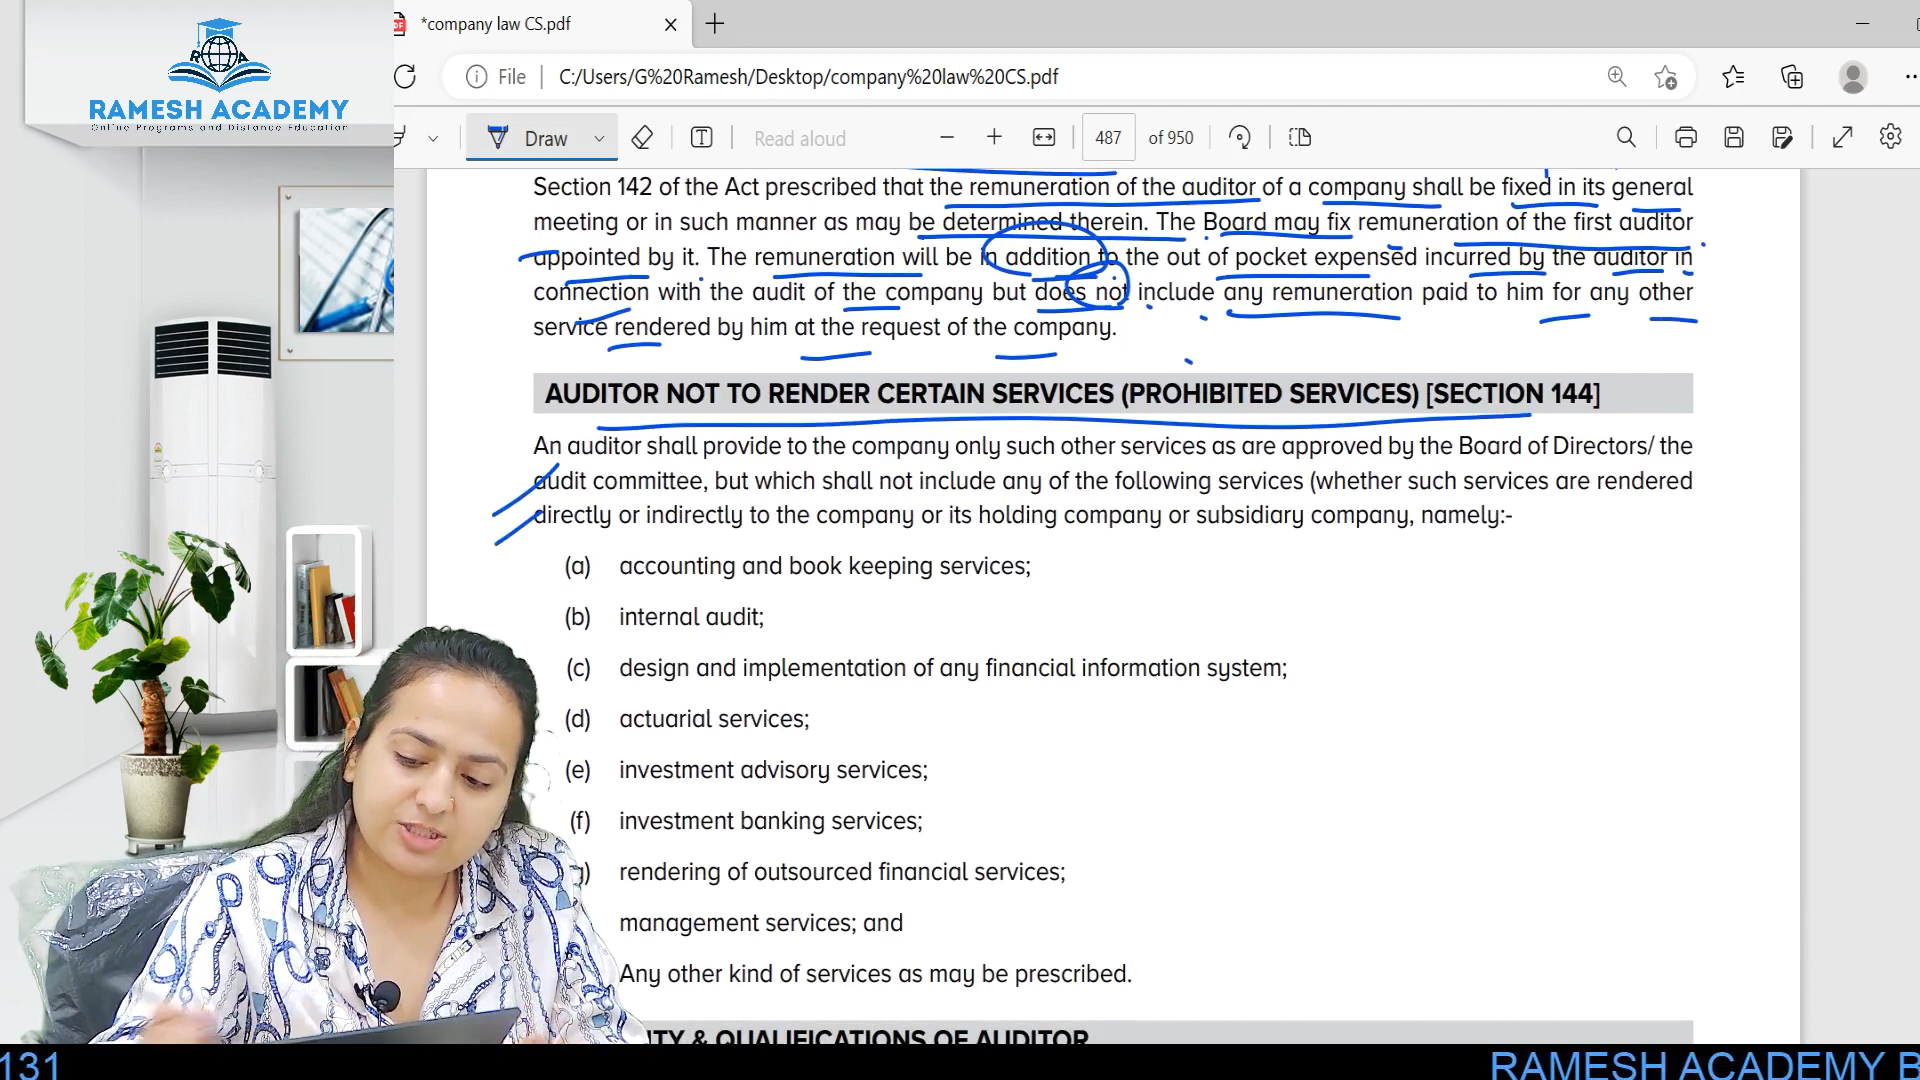 *company law CS.pdf
RA
RAMESH ACADEMY
Online Programs and Distance Education
File
C:/Users/G%20Ramesh/Desktop/company%20law%20CS.pdf
Draw
Read aloud
487
of 950
Section 142 of the Act prescribed that the remuneration of the auditor of a company shall be fixed in its general
meeting or in such manner as may be determined therein. The Board may fix remuneration of the first auditor
appointed by it. The remuneration will be in addition to the out of pocket expensed incurred by the auditor in
connection with the audit of the company but does not include any remuneration paid to him for any other
service rendered by him at the request of the company.
AUDITOR NOT TO RENDER CERTAIN SERVICES (PROHIBITED SERVICES) [SECTION 144]
An auditor shall provide to the company only such other services as are approved by the Board of Directors/ the
audit committee, but which shall not include any of the following services (whether such services are rendered
directly or indirectly to the company or its holding company or subsidiary company, namely:-
(a) accounting and book keeping services;
(b) internal audit;
(c) design and implementation of any financial information system;
(d) actuarial services;
(e) investment advisory services;
(f) investment banking services;
rendering of outsourced financial services;
management services; and
Any other kind of services as may be prescribed.
& QUALIFICATIONS OF AUDITOR
131
RAMESH ACADEMY B